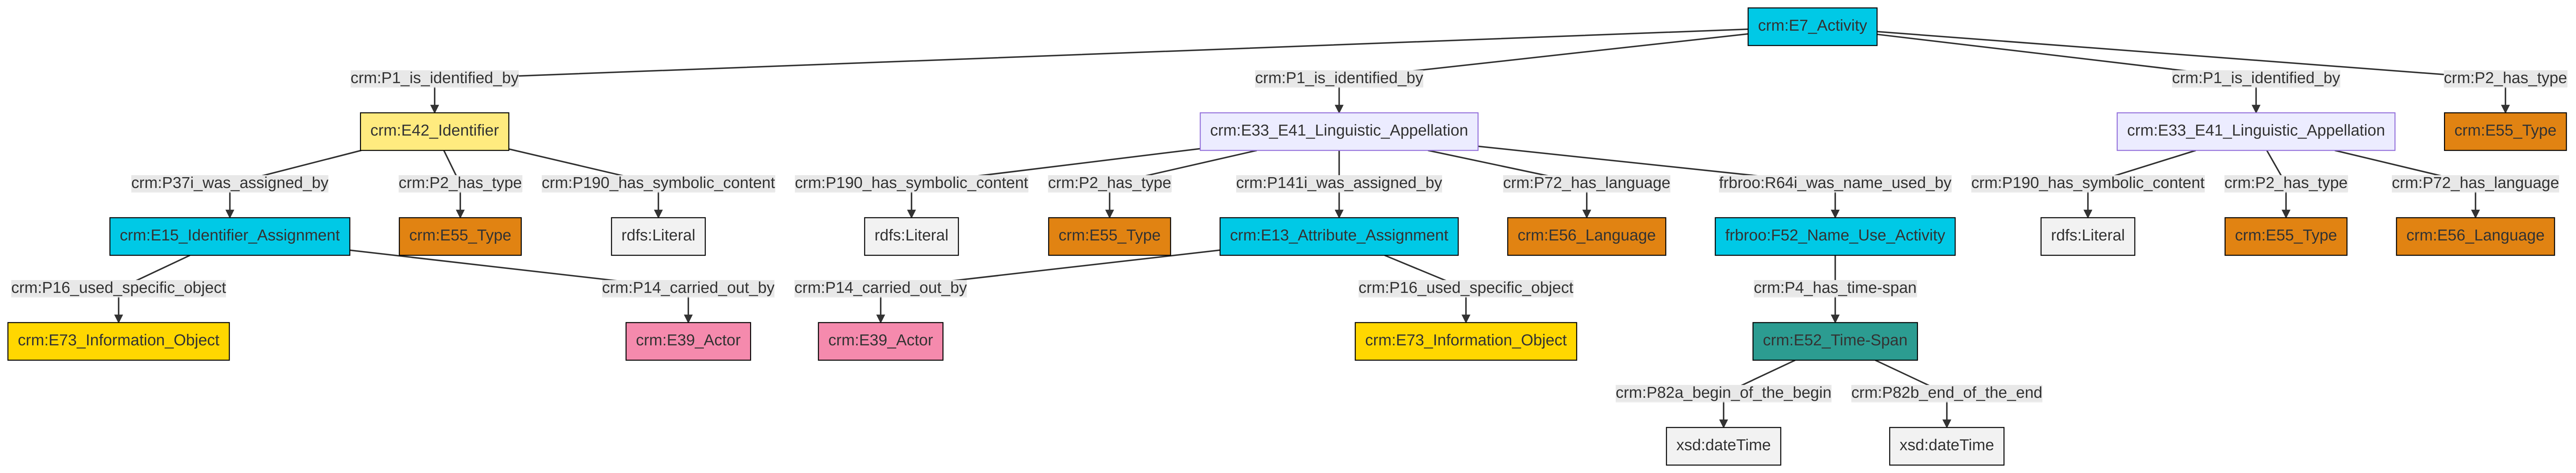 crm:E7_Activity
crm:P1_is_identified_by
crm:P1_is_identified_by
crm:P1_is_identified_by
crm:P2_has_type
crm:E42_Identifier
crm:E33_E41_Linguistic_Appellation
crm:E33_E41_Linguistic_Appellation
crm:E55_Type
crm:P37i_was_assigned_by
crm:P2_has_type
crm:P190_has_symbolic_content
crm:P190_has_symbolic_content
crm:P2_has_type
crm:P141i_was_assigned_by
crm:P72_has_language
frbroo:R64i_was_name_used_by
crm:P190_has_symbolic_content
crm:P2_has_type
crm:P72_has_language
crm:E15_Identifier_Assignment
crm:E55_Type
rdfs:Literal
rdfs:Literal
crm:E55_Type
crm:E13_Attribute_Assignment
crm:E56_Language
frbroo:F52_Name_Use_Activity
rdfs:Literal
crm:E55_Type
crm:E56_Language
crm:P16_used_specific_object
crm:P14_carried_out_by
crm:P14_carried_out_by
crm:P16_used_specific_object
crm:P4_has_time-span
crm:E73_Information_Object
crm:E39_Actor
crm:E39_Actor
crm:E73_Information_Object
crm:E52_Time-Span
crm:P82a_begin_of_the_begin
crm:P82b_end_of_the_end
xsd:dateTime
xsd:dateTime